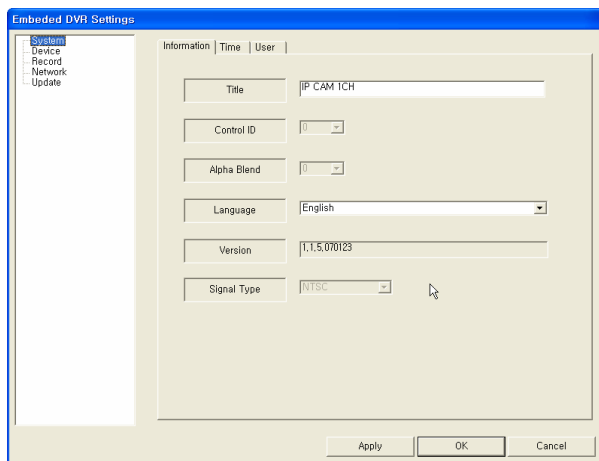 Embeded DVR Settings
System
Device
Record
Network
Update
Information Time User
Title IP CAM 1CH
Control ID 0
Alpha Blend 0
Language English
Version 1,1,5,070123
Signal Type NTSC
Apply OK Cancel